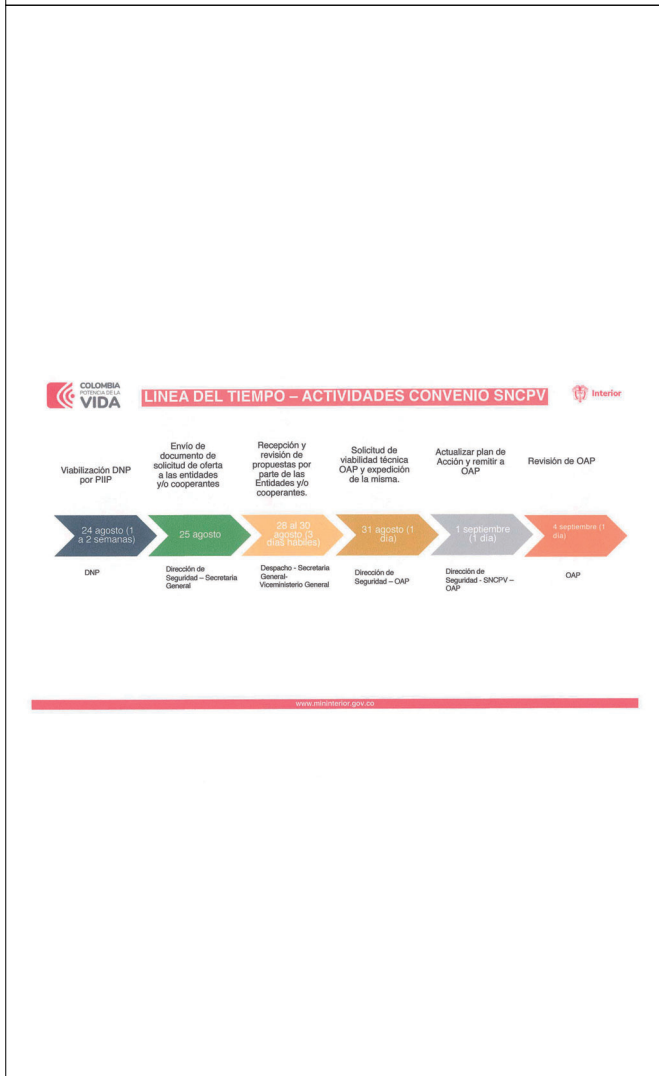 COLOMBIA
POTENCIA DE LA
VIDA
LINEA DEL TIEMPO – ACTIVIDADES CONVENIO SNCPV
Interior
Viabilización DNP
por PIIP
Envío de
documento de
solicitud de oferta
a las entidades
y/o cooperantes
Recepción y
revisión de
propuestas por
parte de las
Entidades y/o
cooperantes.
Solicitud de
viabilidad técnica
OAP y expedición
de la misma.
Actualizar plan de
Acción y remitir a
OAP
Revisión de OAP
24 agosto (1
a 2 semanas)
25 agosto
28 al 30
agosto (3
días hábiles)
31 agosto (1
día)
1 septiembre
(1 día)
4 septiembre (1
día)
DNP
Dirección de
Seguridad – Secretaria
General
Despacho - Secretaria
General-
Viceministerio General
Dirección de
Seguridad – OAP
Dirección de
Seguridad - SNCPV –
OAP
OAP
www.mininterior.gov.co